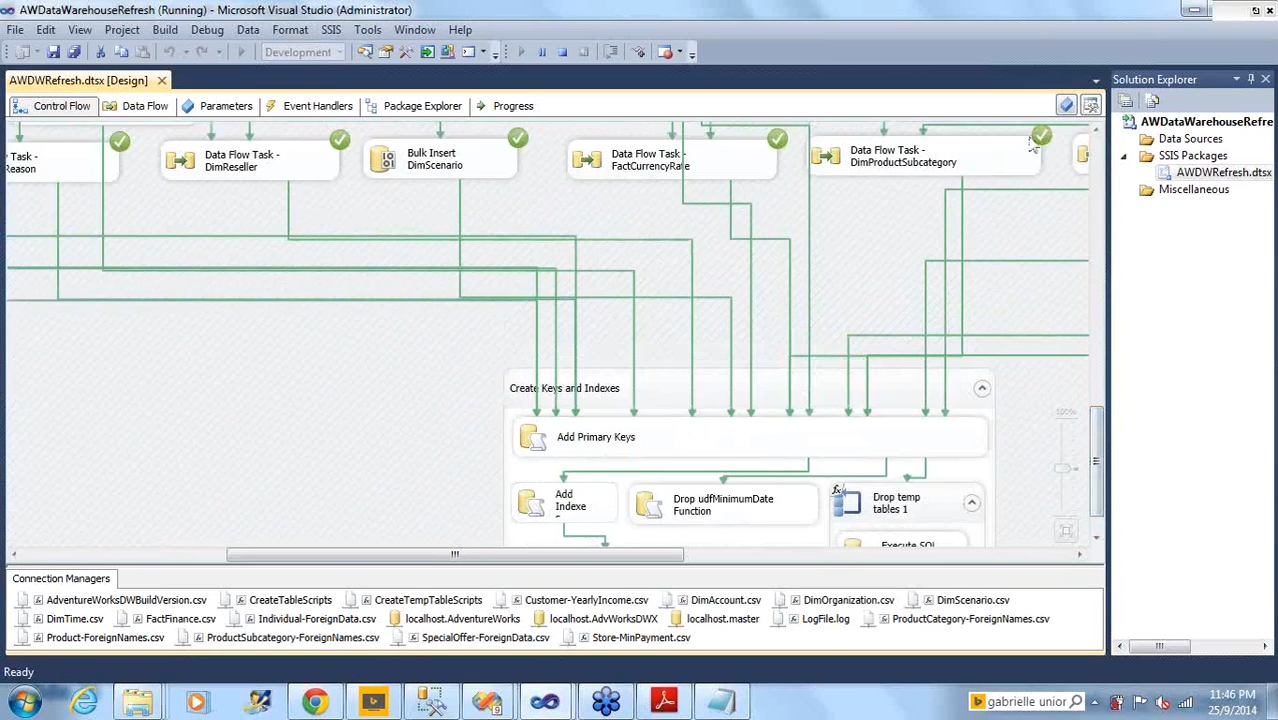 AWDataWarehouseRefresh (Running) - Microsoft Visual Studio (Administrator)
File Edit View Project Build Debug Data Format SSIS Tools Window Help
Development
AWDWRefresh.dtsx [Design]
Control Flow Data Flow Parameters Event Handlers Package Explorer Progress
Task -
Reason
Data Flow Task -
DimReseller
Bulk Insert
DimScenario
Data Flow Task -
FactCurrencyRate
Data Flow Task -
DimProductSubcategory
Create Keys and Indexes
Add Primary Keys
Add
Indexe
Drop udfMinimumDate
Function
fx
Drop temp
tables 1
Execute SQL
100%
Connection Managers
AdventureWorksDWBuildVersion.csv CreateTableScripts CreateTempTableScripts Customer-YearlyIncome.csv DimAccount.csv DimOrganization.csv DimScenario.csv
DimTime.csv FactFinance.csv Individual-ForeignData.csv localhost.AdventureWorks localhost.AdvWorksDWX localhost.master LogFile.log ProductCategory-ForeignNames.csv
Product-ForeignNames.csv ProductSubcategory-ForeignNames.csv SpecialOffer-ForeignData.csv Store-MinPayment.csv
Solution Explorer
AWDataWarehouseRefre
Data Sources
SSIS Packages
AWDWRefresh.dtsx
Miscellaneous
Ready
gabrielle unior
11:46 PM
25/9/2014